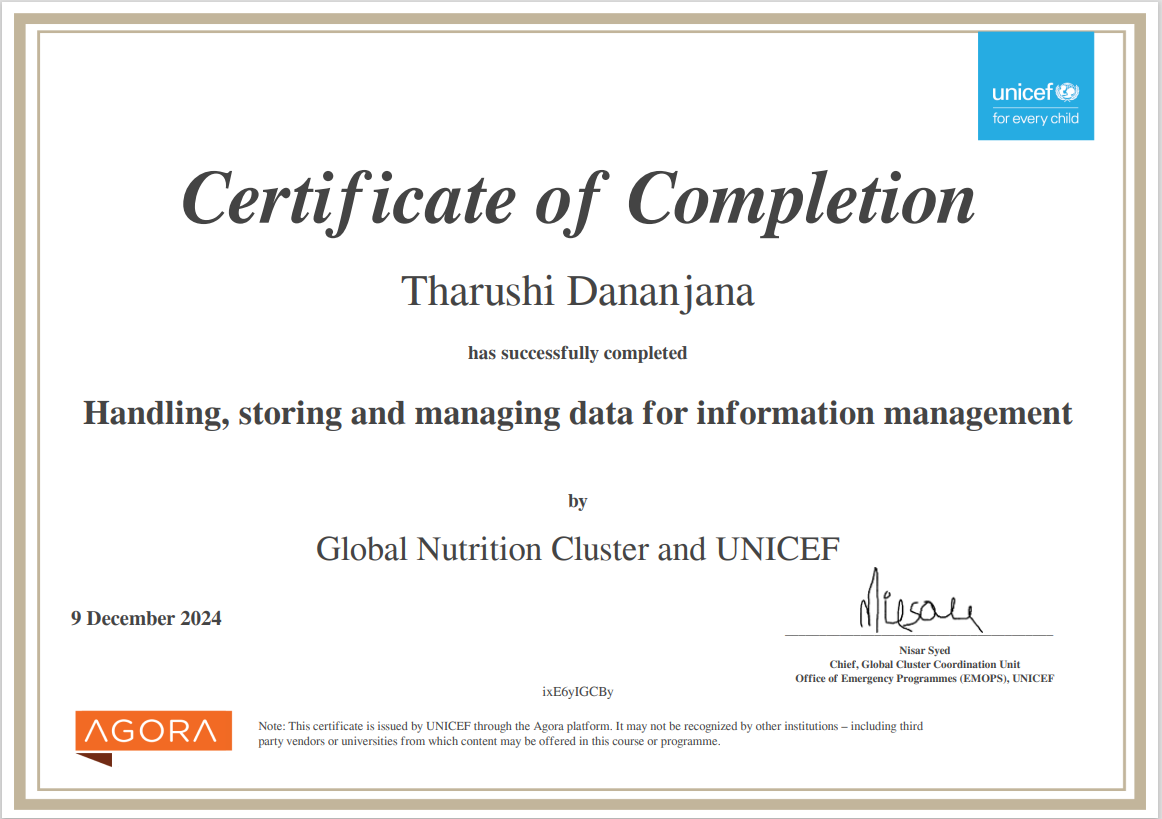 unicef
for every child
Certificate of Completion
Tharushi Dananjana
has successfully completed
Handling, storing and managing data for information management
by
Global Nutrition Cluster and UNICEF
9 December 2024
Nisar Syed
Chief, Global Cluster Coordination Unit
Office of Emergency Programmes (EMOPS), UNICEF
ixE6yIGCBy
AGORA
Note: This certificate is issued by UNICEF through the Agora platform. It may not be recognized by other institutions – including third
party vendors or universities from which content may be offered in this course or programme.